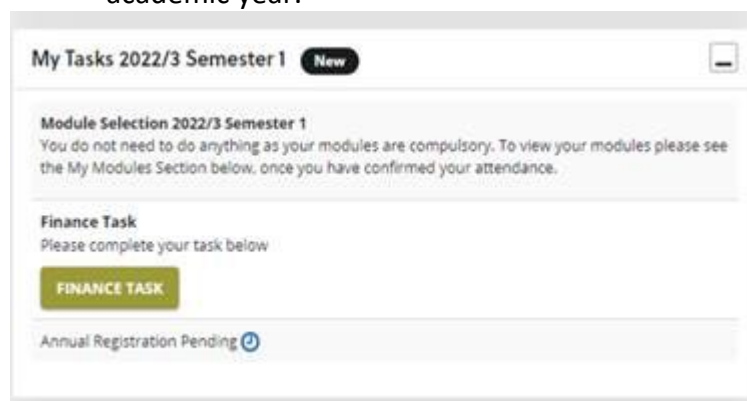 academic year.
My Tasks 2022/3 Semester 1 New
Module Selection 2022/3 Semester 1
You do not need to do anything as your modules are compulsory. To view your modules please see
the My Modules Section below, once you have confirmed your attendance.
Finance Task
Please complete your task below
FINANCE TASK
Annual Registration Pending